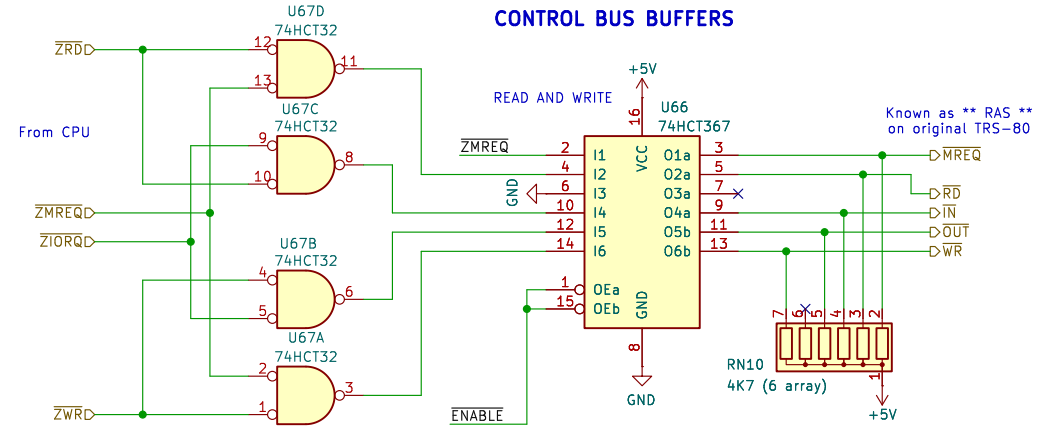 CONTROL BUS BUFFERS
U67D
74HCT32
ZRD
12
13
11
From CPU
U67C
74HCT32
9
10
8
ZMREQ
ZIORQ
U67B
74HCT32
4
5
6
U67A
74HCT32
2
1
3
ZWR
READ AND WRITE
+5V
U66
74HCT367
16
VCC
ZMREQ
2 I1 O1a 3
4 I2 O2a 5
GND
6 I3 O3a 7
10 I4 O4a 9
12 I5 O5b 11
14 I6 O6b 13
1 OEa
15 OEb
GND
8
GND
ENABLE
Known as ** RAS **
on original TRS-80
MREQ
RD
IN
OUT
WR
7 6 5 4 3 2
RN10
4K7 (6 array)
1
+5V